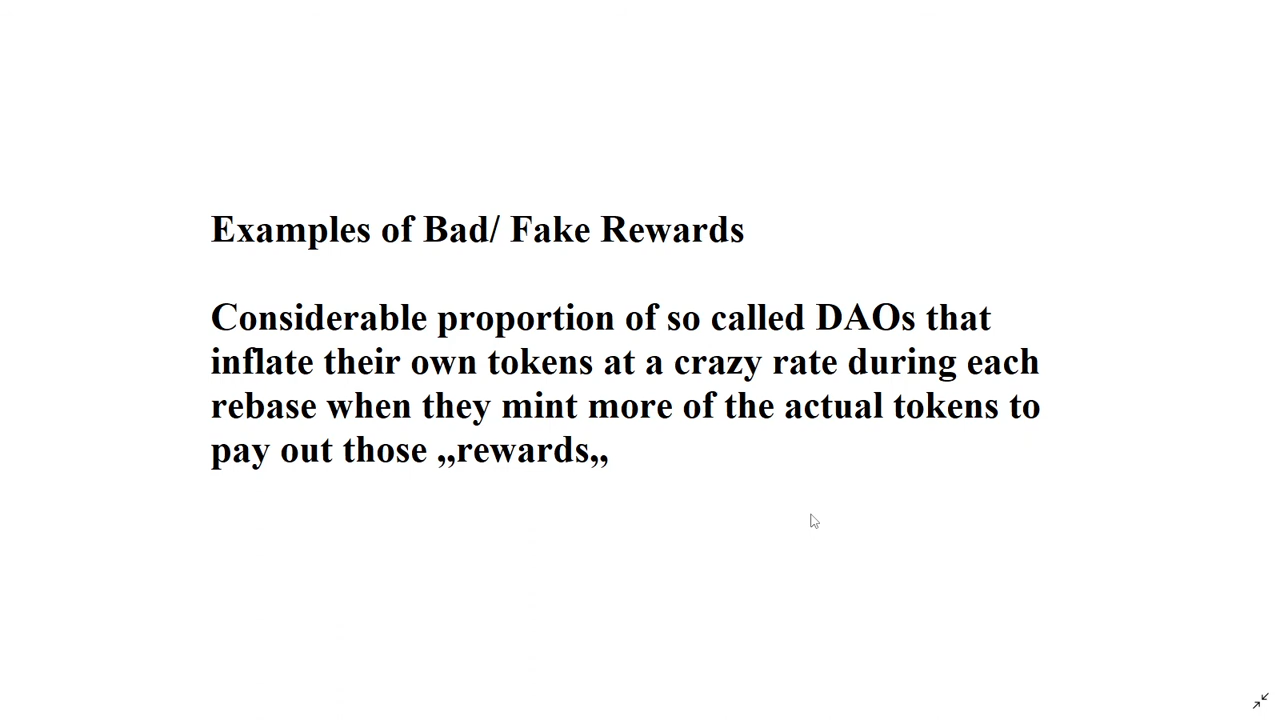 Examples of Bad/ Fake Rewards
Considerable proportion of so called DAOs that
inflate their own tokens at a crazy rate during each
rebase when they mint more of the actual tokens to
pay out those ,,rewards,,